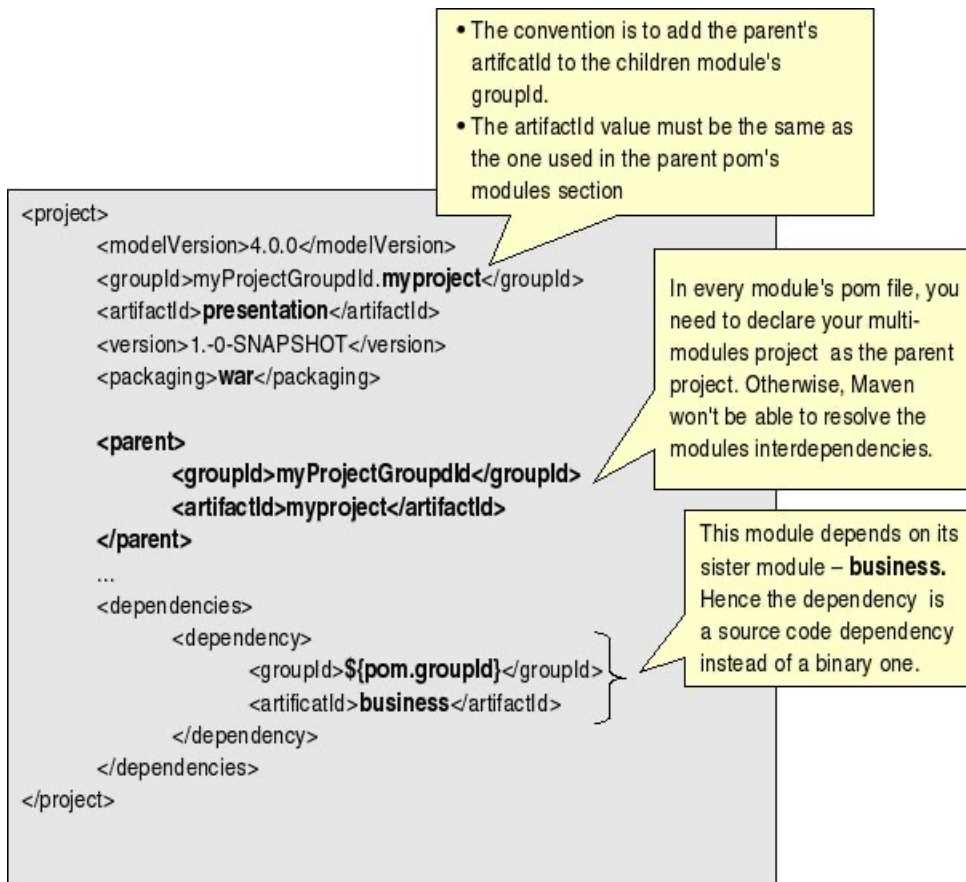 • The convention is to add the parent's
artifcatId to the children module's
groupId.
• The artifactId value must be the same as
the one used in the parent pom's
modules section
<project>
<modelVersion>4.0.0</modelVersion>
<groupId>myProjectGroupdId.myproject</groupId>
<artifactId>presentation</artifactId>
<version>1.-0-SNAPSHOT</version>
<packaging>war</packaging>
<parent>
<groupId>myProjectGroupdId</groupId>
<artifactId>myproject</artifactId>
</parent>
...
<dependencies>
<dependency>
<groupId>${pom.groupId}</groupId>
<artificatId>business</artifactId>
</dependency>
</dependencies>
</project>
In every module's pom file, you
need to declare your multi-
modules project as the parent
project. Otherwise, Maven
won't be able to resolve the
modules interdependencies.
This module depends on its
sister module – business.
Hence the dependency is
a source code dependency
instead of a binary one.